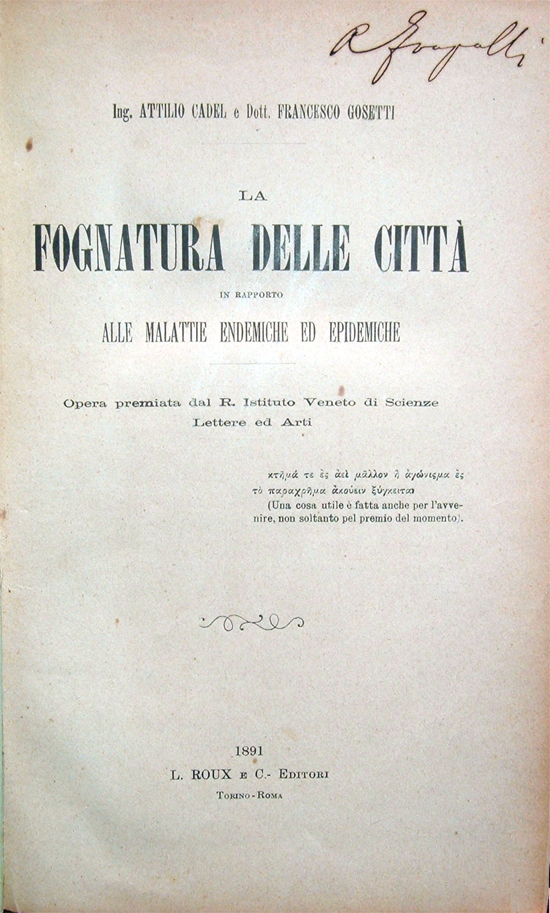 Ing. ATTILIO CADEL e Dott. FRANCESCO GOSETTI
LA
FOGNATURA DELLE CITTÀ
IN RAPPORTO
ALLE MALATTIE ENDEMICHE ED EPIDEMICHE
Opera premiata dal R. Istituto Veneto di Scienze
Lettere ed Arti
κτῆμά τε ἐς ἀεὶ μᾶλλον ἢ ἀγώνιςμα ἐς
τὸ παραχρῆμα ἀκούειν ξύγκειται
(Una cosa utile è fatta anche per l'avve-
nire, non soltanto pel premio del momento).
1891
L. ROUX E C.- EDITORI
TORINO-ROMA